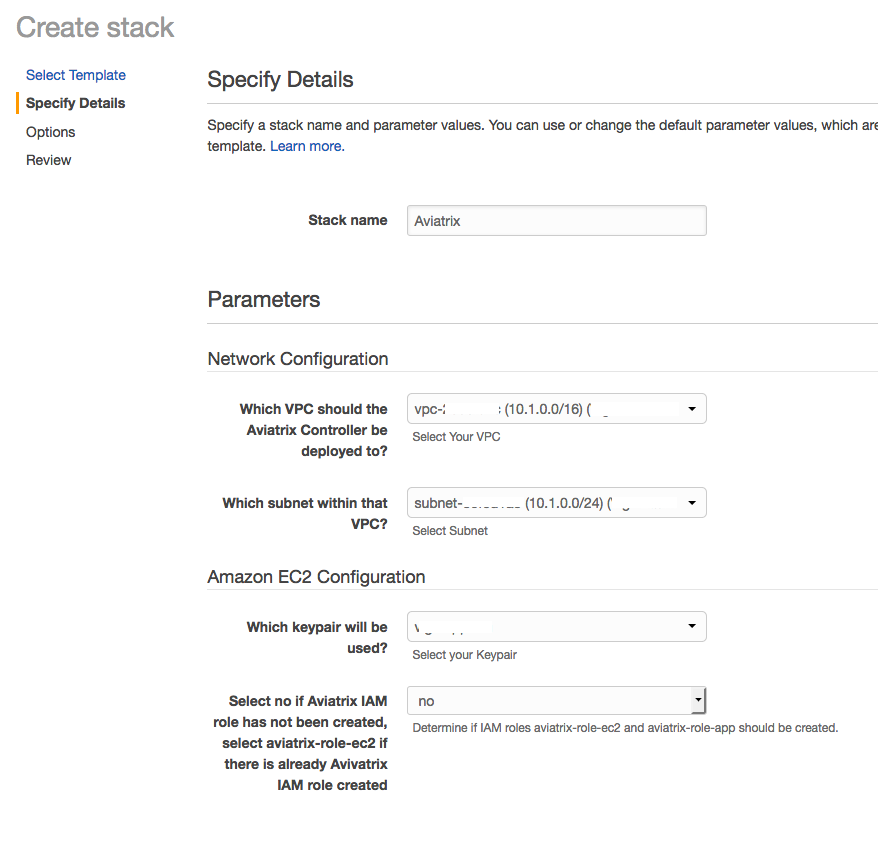 Create stack
Select Template
Specify Details
Options
Review
Specify Details
Specify a stack name and parameter values. You can use or change the default parameter values, which are
template. Learn more.
Stack name
Aviatrix
Parameters
Network Configuration
Which VPC should the
Aviatrix Controller be
deployed to?
vpc-2 (10.1.0.0/16) (
Select Your VPC
Which subnet within that
VPC?
subnet- (10.1.0.0/24) (
Select Subnet
Amazon EC2 Configuration
Which keypair will be
used?
Select your Keypair
Select no if Aviatrix IAM
role has not been created,
select aviatrix-role-ec2 if
there is already Avivatrix
IAM role created
no
Determine if IAM roles aviatrix-role-ec2 and aviatrix-role-app should be created.